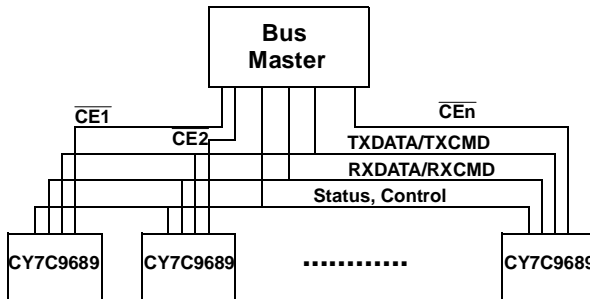 Bus
Master
CE1
CEn
CE2
TXDATA/TXCMD
RXDATA/RXCMD
Status, Control
CY7C9689
CY7C9689
............
CY7C9689